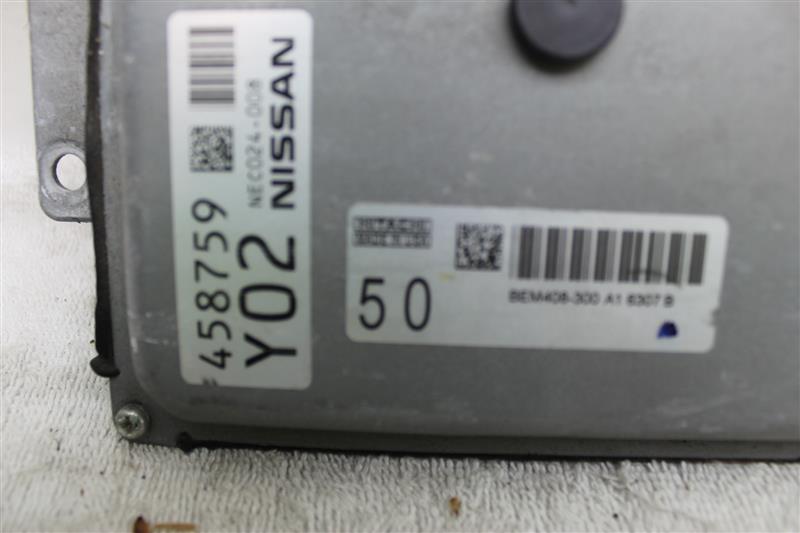 NEC024-008
NISSAN
458759
Y02
50
BEM408-300 A1 6307 B